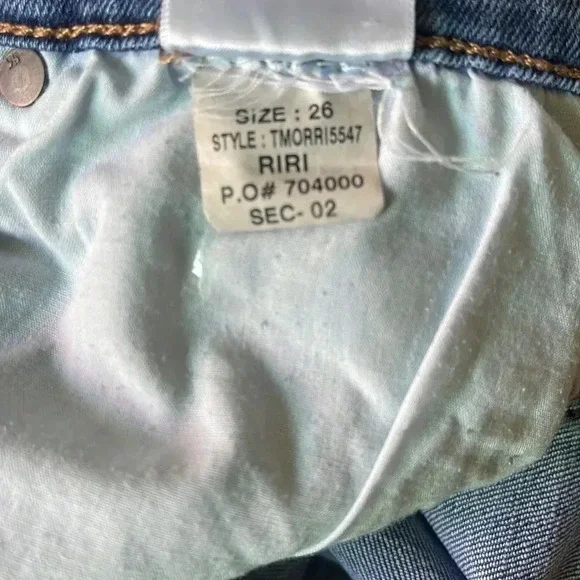 SIZE : 26
STYLE : TMORRI5547
RIRI
P.O# 704000
SEC- 02